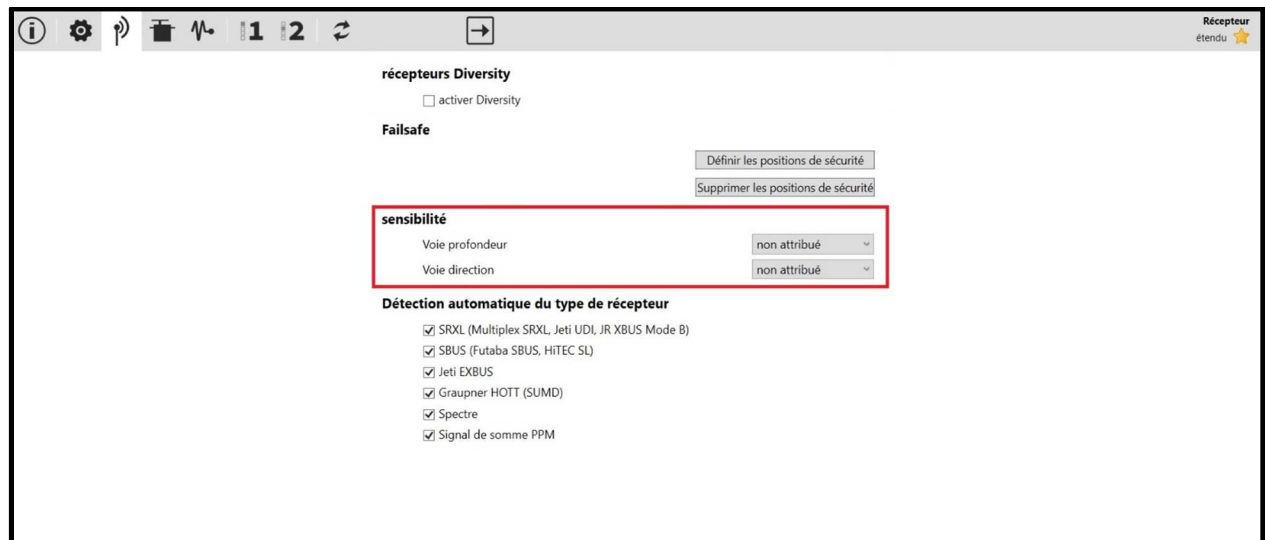 1 2
Récepteur
étendu
récepteurs Diversity
activer Diversity
Failsafe
Définir les positions de sécurité
Supprimer les positions de sécurité
sensibilité
Voie profondeur non attribué
Voie direction non attribué
Détection automatique du type de récepteur
SRXL (Multiplex SRXL, Jeti UDI, JR XBUS Mode B)
SBUS (Futaba SBUS, HiTEC SL)
Jeti EXBUS
Graupner HOTT (SUMD)
Spectre
Signal de somme PPM